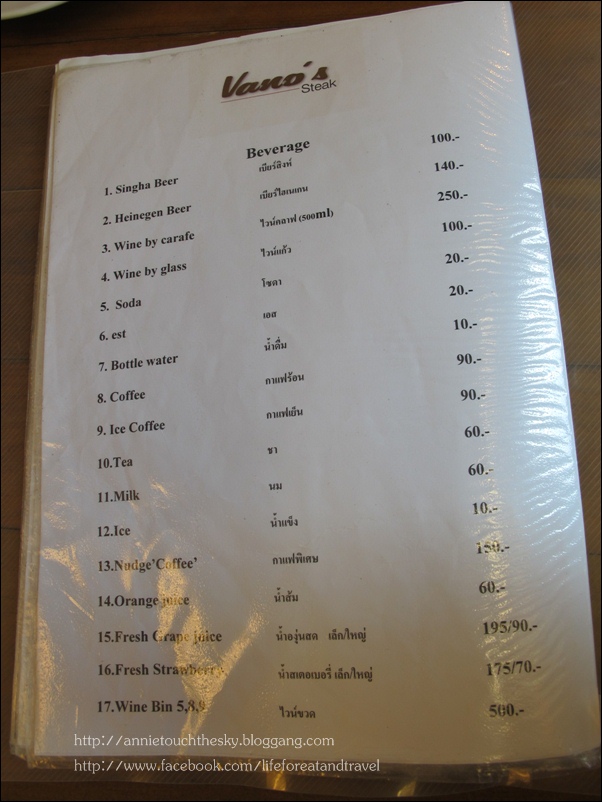 Vano's
Steak
Beverage
1. Singha Beer เบียร์สิงห์ 100.-
2. Heinegen Beer เบียร์ไฮเนเกน 140.-
3. Wine by carafe ไวน์คลาฟ (500ml) 250.-
4. Wine by glass ไวน์แก้ว 100.-
5. Soda โซดา 20.-
6. est เอส 20.-
7. Bottle water น้ำดื่ม 10.-
8. Coffee กาแฟร้อน 90.-
9. Ice Coffee กาแฟเย็น 90.-
10.Tea ชา 60.-
11.Milk นม 60.-
12.Ice น้ำแข็ง 10.-
13.Nudge'Coffee' กาแฟพิเศษ 150.-
14.Orange juice น้ำส้ม 60.-
15.Fresh Grape juice น้ำองุ่นสด เล็ก/ใหญ่ 195/90.-
16.Fresh Strawberry น้ำสเตอเบอรี่ เล็ก/ใหญ่ 175/70.-
17.Wine Bin 5,8,9 ไวน์ขวด 500.-
http://annietouchthesky.bloggang.com
http://www.facebook.com/lifeforeatandtravel